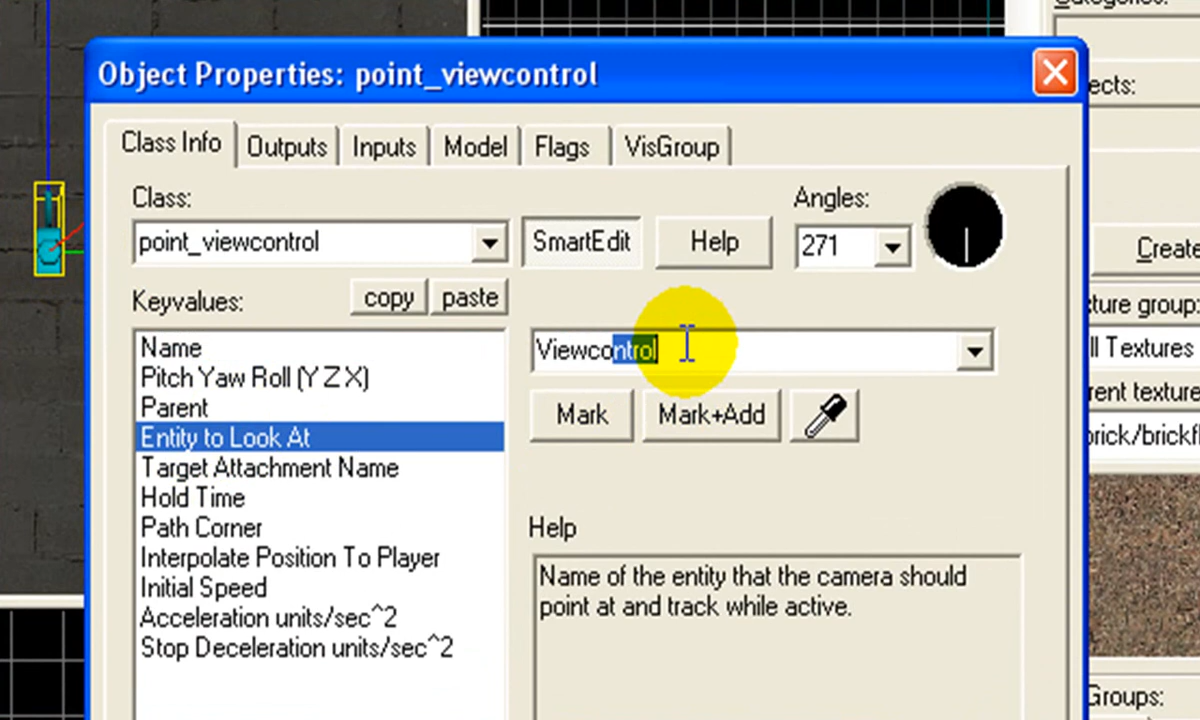 Object Properties: point_viewcontrol
Class Info
Outputs
Inputs
Model
Flags
VisGroup
Class:
Angles:
point_viewcontrol
SmartEdit
Help
271
Keyvalues:
copy
paste
Name
Pitch Yaw Roll (Y Z X)
Parent
Entity to Look At
Target Attachment Name
Hold Time
Path Corner
Interpolate Position To Player
Initial Speed
Acceleration units/sec^2
Stop Deceleration units/sec^2
Viewcontrol
Mark
Mark+Add
Help
Name of the entity that the camera should
point at and track while active.
ects:
Create
ture group:
ll Textures
rent texture
brick/brickfl
Groups: